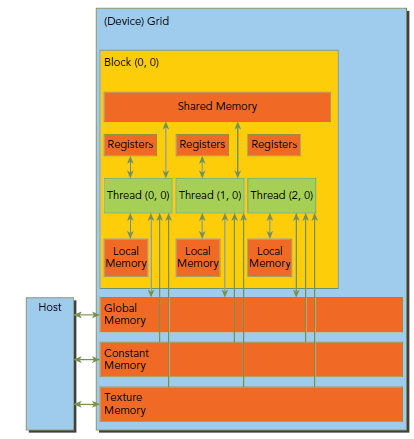 (Device) Grid
Block (0, 0)
Shared Memory
Registers Registers Registers
Thread (0, 0) Thread (1, 0) Thread (2, 0)
Local Local Local
Memory Memory Memory
Host
Global
Memory
Constant
Memory
Texture
Memory